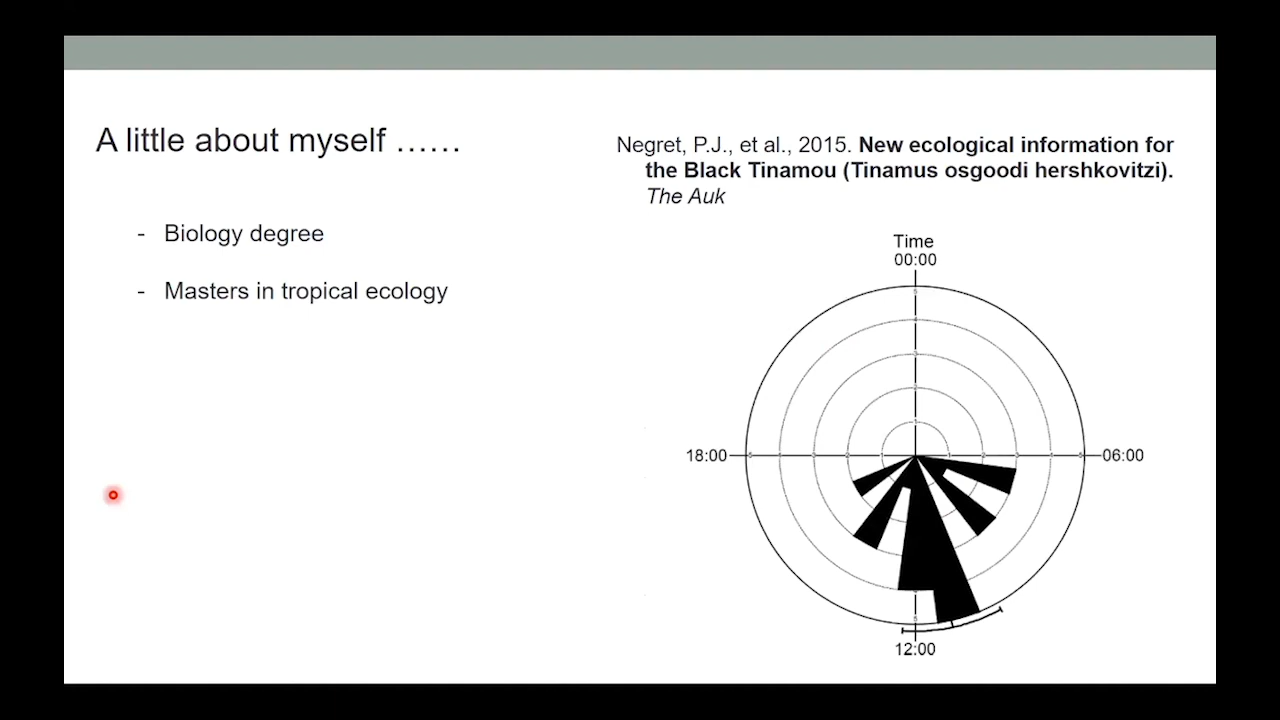 A little about myself ……
- Biology degree
- Masters in tropical ecology
Negret, P.J., et al., 2015. New ecological information for
the Black Tinamou (Tinamus osgoodi hershkovitzi).
The Auk
Time
00:00
18:00
06:00
12:00